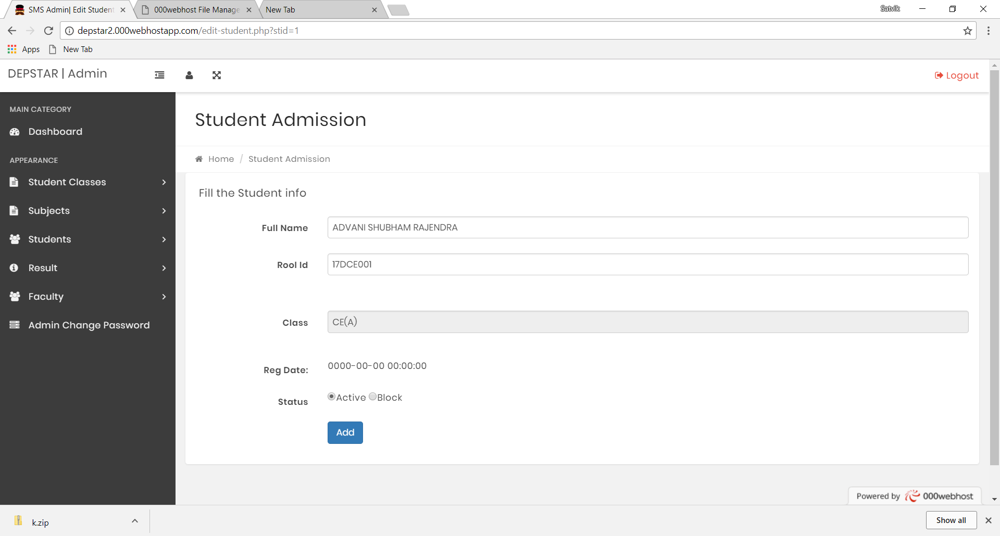 SMS Admin| Edit Student
000webhost File Manage
New Tab
Satvik
depstar2.000webhostapp.com/edit-student.php?stid=1
Apps
New Tab
DEPSTAR | Admin
Logout
MAIN CATEGORY
Dashboard
APPEARANCE
Student Classes
Subjects
Students
Result
Faculty
Admin Change Password
Student Admission
Home / Student Admission
Fill the Student info
Full Name
ADVANI SHUBHAM RAJENDRA
Rool Id
17DCE001
Class
CE(A)
Reg Date:
0000-00-00 00:00:00
Status
Active Block
Add
Powered by 000webhost
k.zip
Show all